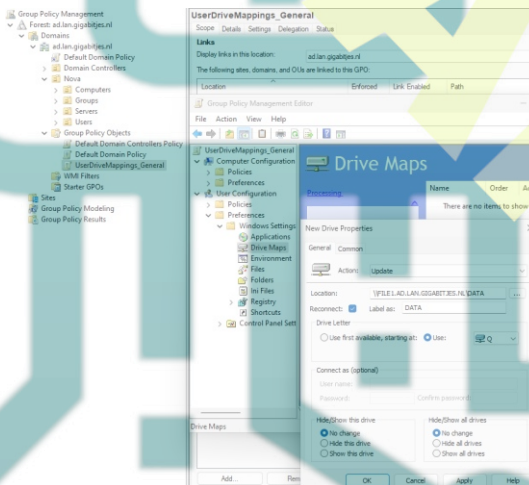 Group Policy Management
Forest: ad.lan.gigabitjes.nl
Domains
ad.lan.gigabitjes.nl
Default Domain Policy
Domain Controllers
Nova
Computers
Groups
Servers
Users
Group Policy Objects
Default Domain Controllers Policy
Default Domain Policy
UserDriveMappings_General
WMI Filters
Starter GPOs
Sites
Group Policy Modeling
Group Policy Results
UserDriveMappings_General
Scope Details Settings Delegation Status
Links
Display links in this location: ad.lan.gigabitjes.nl
The following sites, domains, and OUs are linked to this GPO:
Location Enforced Link Enabled Path
Group Policy Management Editor
File Action View Help
UserDriveMappings_General
Computer Configuration
Policies
Preferences
User Configuration
Policies
Preferences
Windows Settings
Applications
Drive Maps
Environment
Files
Folders
Ini Files
Registry
Shortcuts
Control Panel Sett
Drive Maps
Add...
Drive Maps
Processing
Name Order
There are no items to show
New Drive Properties
General Common
Action: Update
Location: \\FILE1.AD.LAN.GIGABITJES.NL\DATA ...
Reconnect: Label as: DATA
Drive Letter
Use first available, starting at: Use: Q
Connect as (optional)
User name:
Password: Confirm password:
Hide/Show this drive
No change
Hide this drive
Show this drive
Hide/Show all drives
No change
Hide all drives
Show all drives
OK Cancel Apply Help